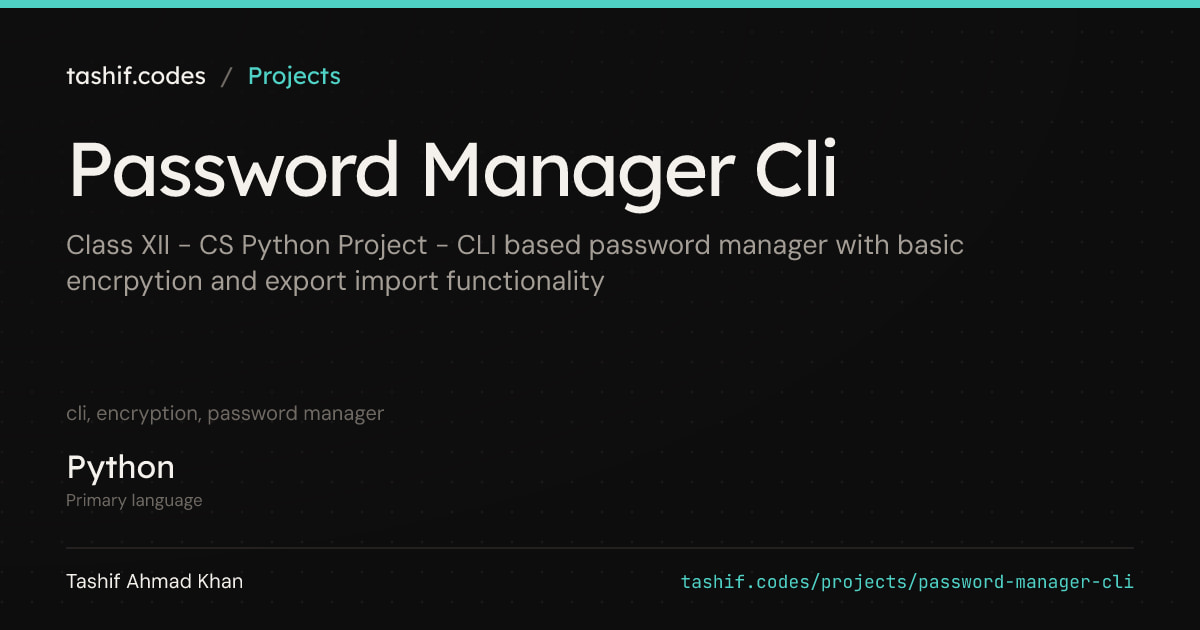 tashif.codes / Projects
Password Manager Cli
Class XII – CS Python Project – CLI based password manager with basic
encrpytion and export import functionality
cli, encryption, password manager
Python
Primary language
Tashif Ahmad Khan
tashif.codes/projects/password-manager-cli